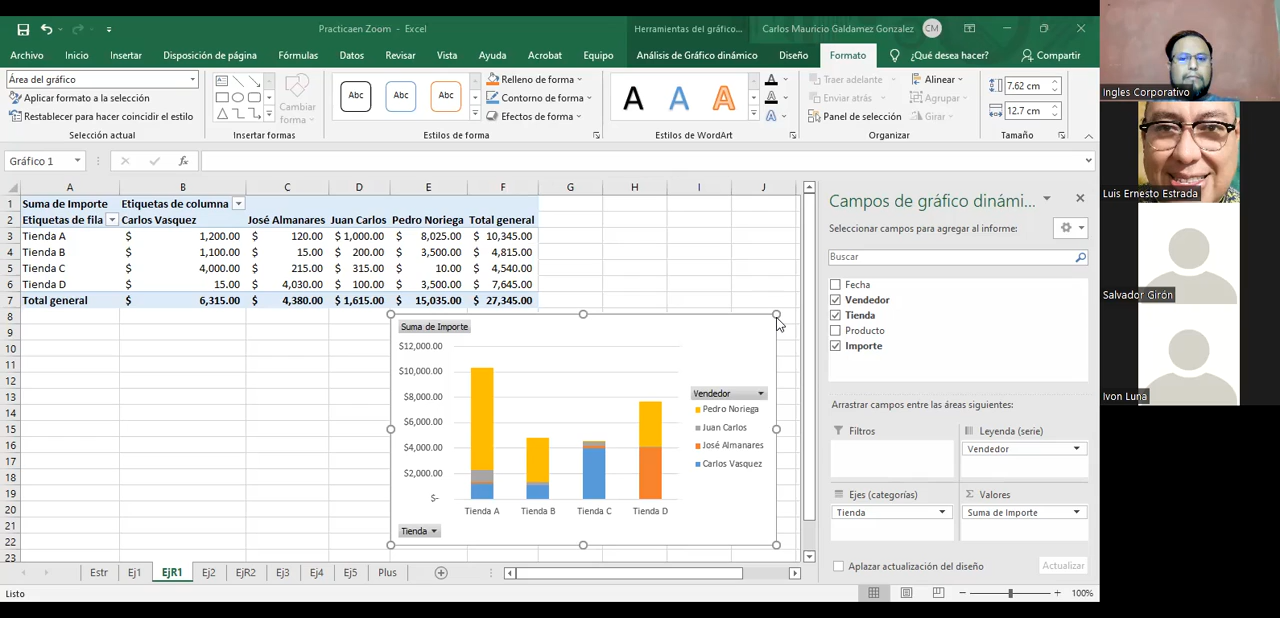 Practicaen Zoom - Excel
Herramientas del gráfico...
Carlos Mauricio Galdamez Gonzalez
CM
Archivo Inicio Insertar Disposición de página Fórmulas Datos Revisar Vista Ayuda Acrobat Equipo Análisis de Gráfico dinámico Diseño Formato ¿Qué desea hacer? Compartir
Área del gráfico
Aplicar formato a la selección
Restablecer para hacer coincidir el estilo
Selección actual
Cambiar
forma
Insertar formas
Abc Abc Abc
Relleno de forma
Contorno de forma
Efectos de forma
Estilos de forma
A A A
Estilos de WordArt
Traer adelante
Enviar atrás
Panel de selección
Alinear
Agrupar
Girar
Organizar
7.62 cm
12.7 cm
Tamaño
Gráfico 1
fx
A B C D E F G H I J
1 Suma de Importe Etiquetas de columna
2 Etiquetas de fila Carlos Vasquez José Almanares Juan Carlos Pedro Noriega Total general
3 Tienda A $ 1,200.00 $ 120.00 $ 1,000.00 $ 8,025.00 $ 10,345.00
4 Tienda B $ 1,100.00 $ 15.00 $ 200.00 $ 3,500.00 $ 4,815.00
5 Tienda C $ 4,000.00 $ 215.00 $ 315.00 $ 10.00 $ 4,540.00
6 Tienda D $ 15.00 $ 4,030.00 $ 100.00 $ 3,500.00 $ 7,645.00
7 Total general $ 6,315.00 $ 4,380.00 $ 1,615.00 $ 15,035.00 $ 27,345.00
8
9
10
11
12
13
14
15
16
17
18
19
20
21
22
23
Suma de Importe
$12,000.00
$10,000.00
$8,000.00
$6,000.00
$4,000.00
$2,000.00
$-
Tienda A Tienda B Tienda C Tienda D
Vendedor
Pedro Noriega
Juan Carlos
José Almanares
Carlos Vasquez
Tienda
Campos de gráfico dinámi...
Seleccionar campos para agregar al informe:
Buscar
Fecha
Vendedor
Tienda
Producto
Importe
Arrastrar campos entre las áreas siguientes:
Filtros
Leyenda (serie)
Vendedor
Ejes (categorías)
Tienda
Σ Valores
Suma de Importe
Aplazar actualización del diseño
Actualizar
Estr Ej1 EjR1 Ej2 EjR2 Ej3 Ej4 Ej5 Plus
Listo
100%
Ingles Corporativo
Luis Ernesto Estrada
Salvador Girón
Ivon Luna